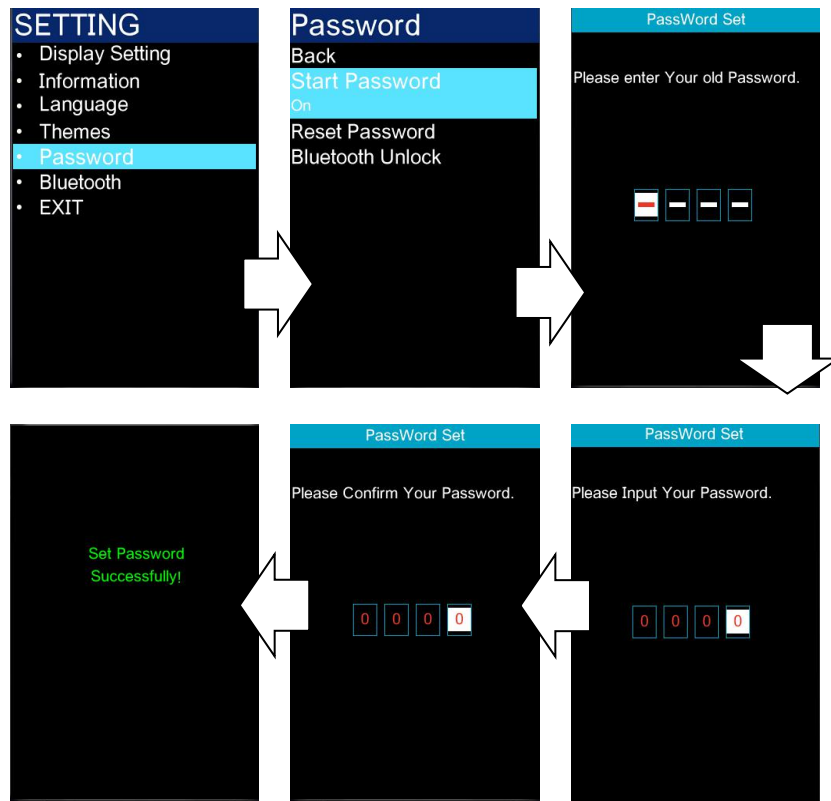 SETTING
• Display Setting
• Information
• Language
• Themes
• Password
• Bluetooth
• EXIT
Password
Back
Start Password
On
Reset Password
Bluetooth Unlock
PassWord Set
Please enter Your old Password.
– – – –
PassWord Set
Please Input Your Password.
0 0 0 0
PassWord Set
Please Confirm Your Password.
0 0 0 0
Set Password
Successfully!